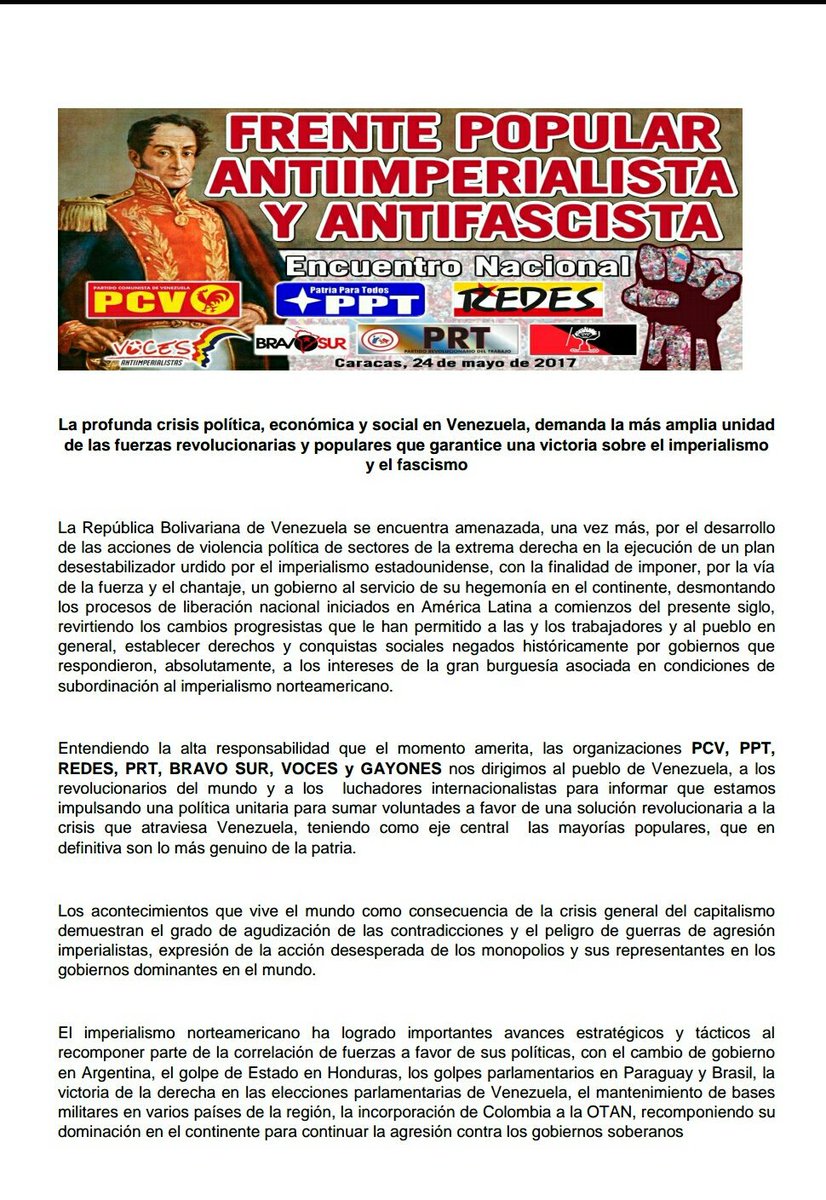 FRENTE POPULAR
ANTIIMPERIALISTA
Y ANTIFASCISTA
Encuentro Nacional
PARTIDO COMUNISTA DE VENEZUELA
PCV
Patria Para Todos
PPT
REDES
VOCES
ANTIIMPERIALISTAS
BRAVO SUR
PRT
PARTIDO REVOLUCIONARIO DEL TRABAJO
Caracas, 24 de mayo de 2017
La profunda crisis política, económica y social en Venezuela, demanda la más amplia unidad
de las fuerzas revolucionarias y populares que garantice una victoria sobre el imperialismo
y el fascismo
La República Bolivariana de Venezuela se encuentra amenazada, una vez más, por el desarrollo
de las acciones de violencia política de sectores de la extrema derecha en la ejecución de un plan
desestabilizador urdido por el imperialismo estadounidense, con la finalidad de imponer, por la vía
de la fuerza y el chantaje, un gobierno al servicio de su hegemonía en el continente, desmontando
los procesos de liberación nacional iniciados en América Latina a comienzos del presente siglo,
revirtiendo los cambios progresistas que le han permitido a las y los trabajadores y al pueblo en
general, establecer derechos y conquistas sociales negados históricamente por gobiernos que
respondieron, absolutamente, a los intereses de la gran burguesía asociada en condiciones de
subordinación al imperialismo norteamericano.
Entendiendo la alta responsabilidad que el momento amerita, las organizaciones PCV, PPT,
REDES, PRT, BRAVO SUR, VOCES y GAYONES nos dirigimos al pueblo de Venezuela, a los
revolucionarios del mundo y a los luchadores internacionalistas para informar que estamos
impulsando una política unitaria para sumar voluntades a favor de una solución revolucionaria a la
crisis que atraviesa Venezuela, teniendo como eje central las mayorías populares, que en
definitiva son lo más genuino de la patria.
Los acontecimientos que vive el mundo como consecuencia de la crisis general del capitalismo
demuestran el grado de agudización de las contradicciones y el peligro de guerras de agresión
imperialistas, expresión de la acción desesperada de los monopolios y sus representantes en los
gobiernos dominantes en el mundo.
El imperialismo norteamericano ha logrado importantes avances estratégicos y tácticos al
recomponer parte de la correlación de fuerzas a favor de sus políticas, con el cambio de gobierno
en Argentina, el golpe de Estado en Honduras, los golpes parlamentarios en Paraguay y Brasil, la
victoria de la derecha en las elecciones parlamentarias de Venezuela, el mantenimiento de bases
militares en varios países de la región, la incorporación de Colombia a la OTAN, recomponiendo su
dominación en el continente para continuar la agresión contra los gobiernos soberanos